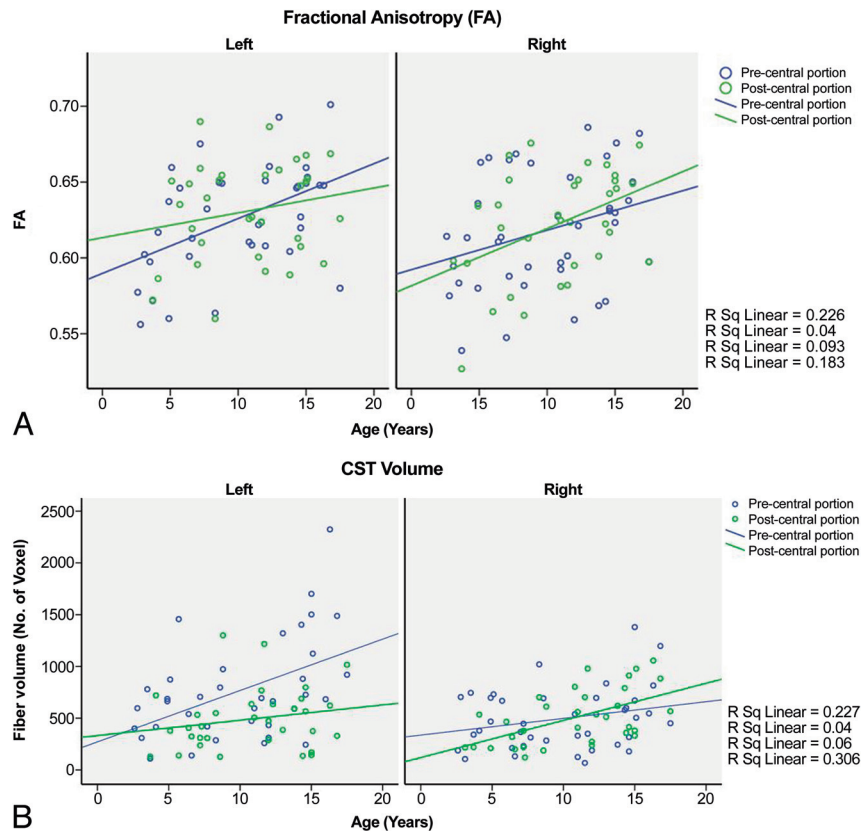 Fractional Anisotropy (FA)
Left
Right
Pre-central portion
Post-central portion
Pre-central portion
Post-central portion
0.70
0.65
0.60
0.55
FA
R Sq Linear = 0.226
R Sq Linear = 0.04
R Sq Linear = 0.093
R Sq Linear = 0.183
0 5 10 15 20
0 15 10 15 20
A
Age (Years)
CST Volume
Left
Right
Pre-central portion
Post-central portion
Pre-central portion
Post-central portion
2500
2000
1500
1000
500
0
Fiber volume (No. of Voxel)
R Sq Linear = 0.227
R Sq Linear = 0.04
R Sq Linear = 0.06
R Sq Linear = 0.306
0 5 10 15 20
0 5 10 15 20
B
Age (Years)